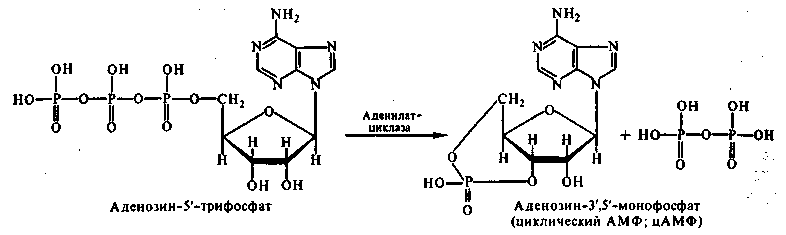 NH₂
N N
N N
OH OH OH
HO—P—O—P—O—P—O—CH₂
O O O
O
H H H H
OH OH
Аденозин-5'-трифосфат
Аденилат-
циклаза
NH₂
N N
N N
CH₂
O
H H H H
O
HO—P—O OH
O
+
OH OH
HO—P—O—P—OH
O O
Аденозин-3',5'-монофосфат
(циклический АМФ; цАМФ)